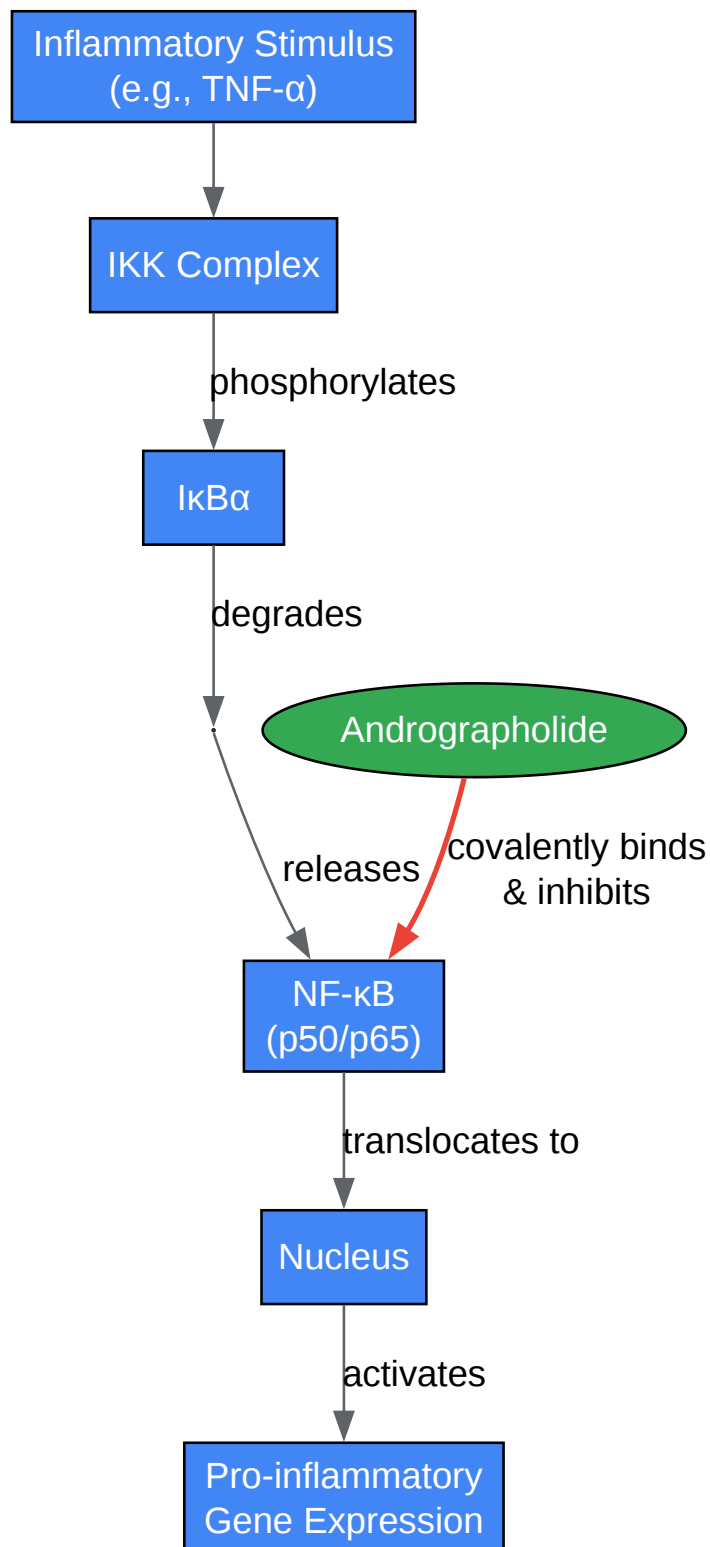 Inflammatory Stimulus
(e.g., TNF-α)
IKK Complex
phosphorylates
IκBα
degrades
Andrographolide
releases
covalently binds
& inhibits
NF-κB
(p50/p65)
translocates to
Nucleus
activates
Pro-inflammatory
Gene Expression